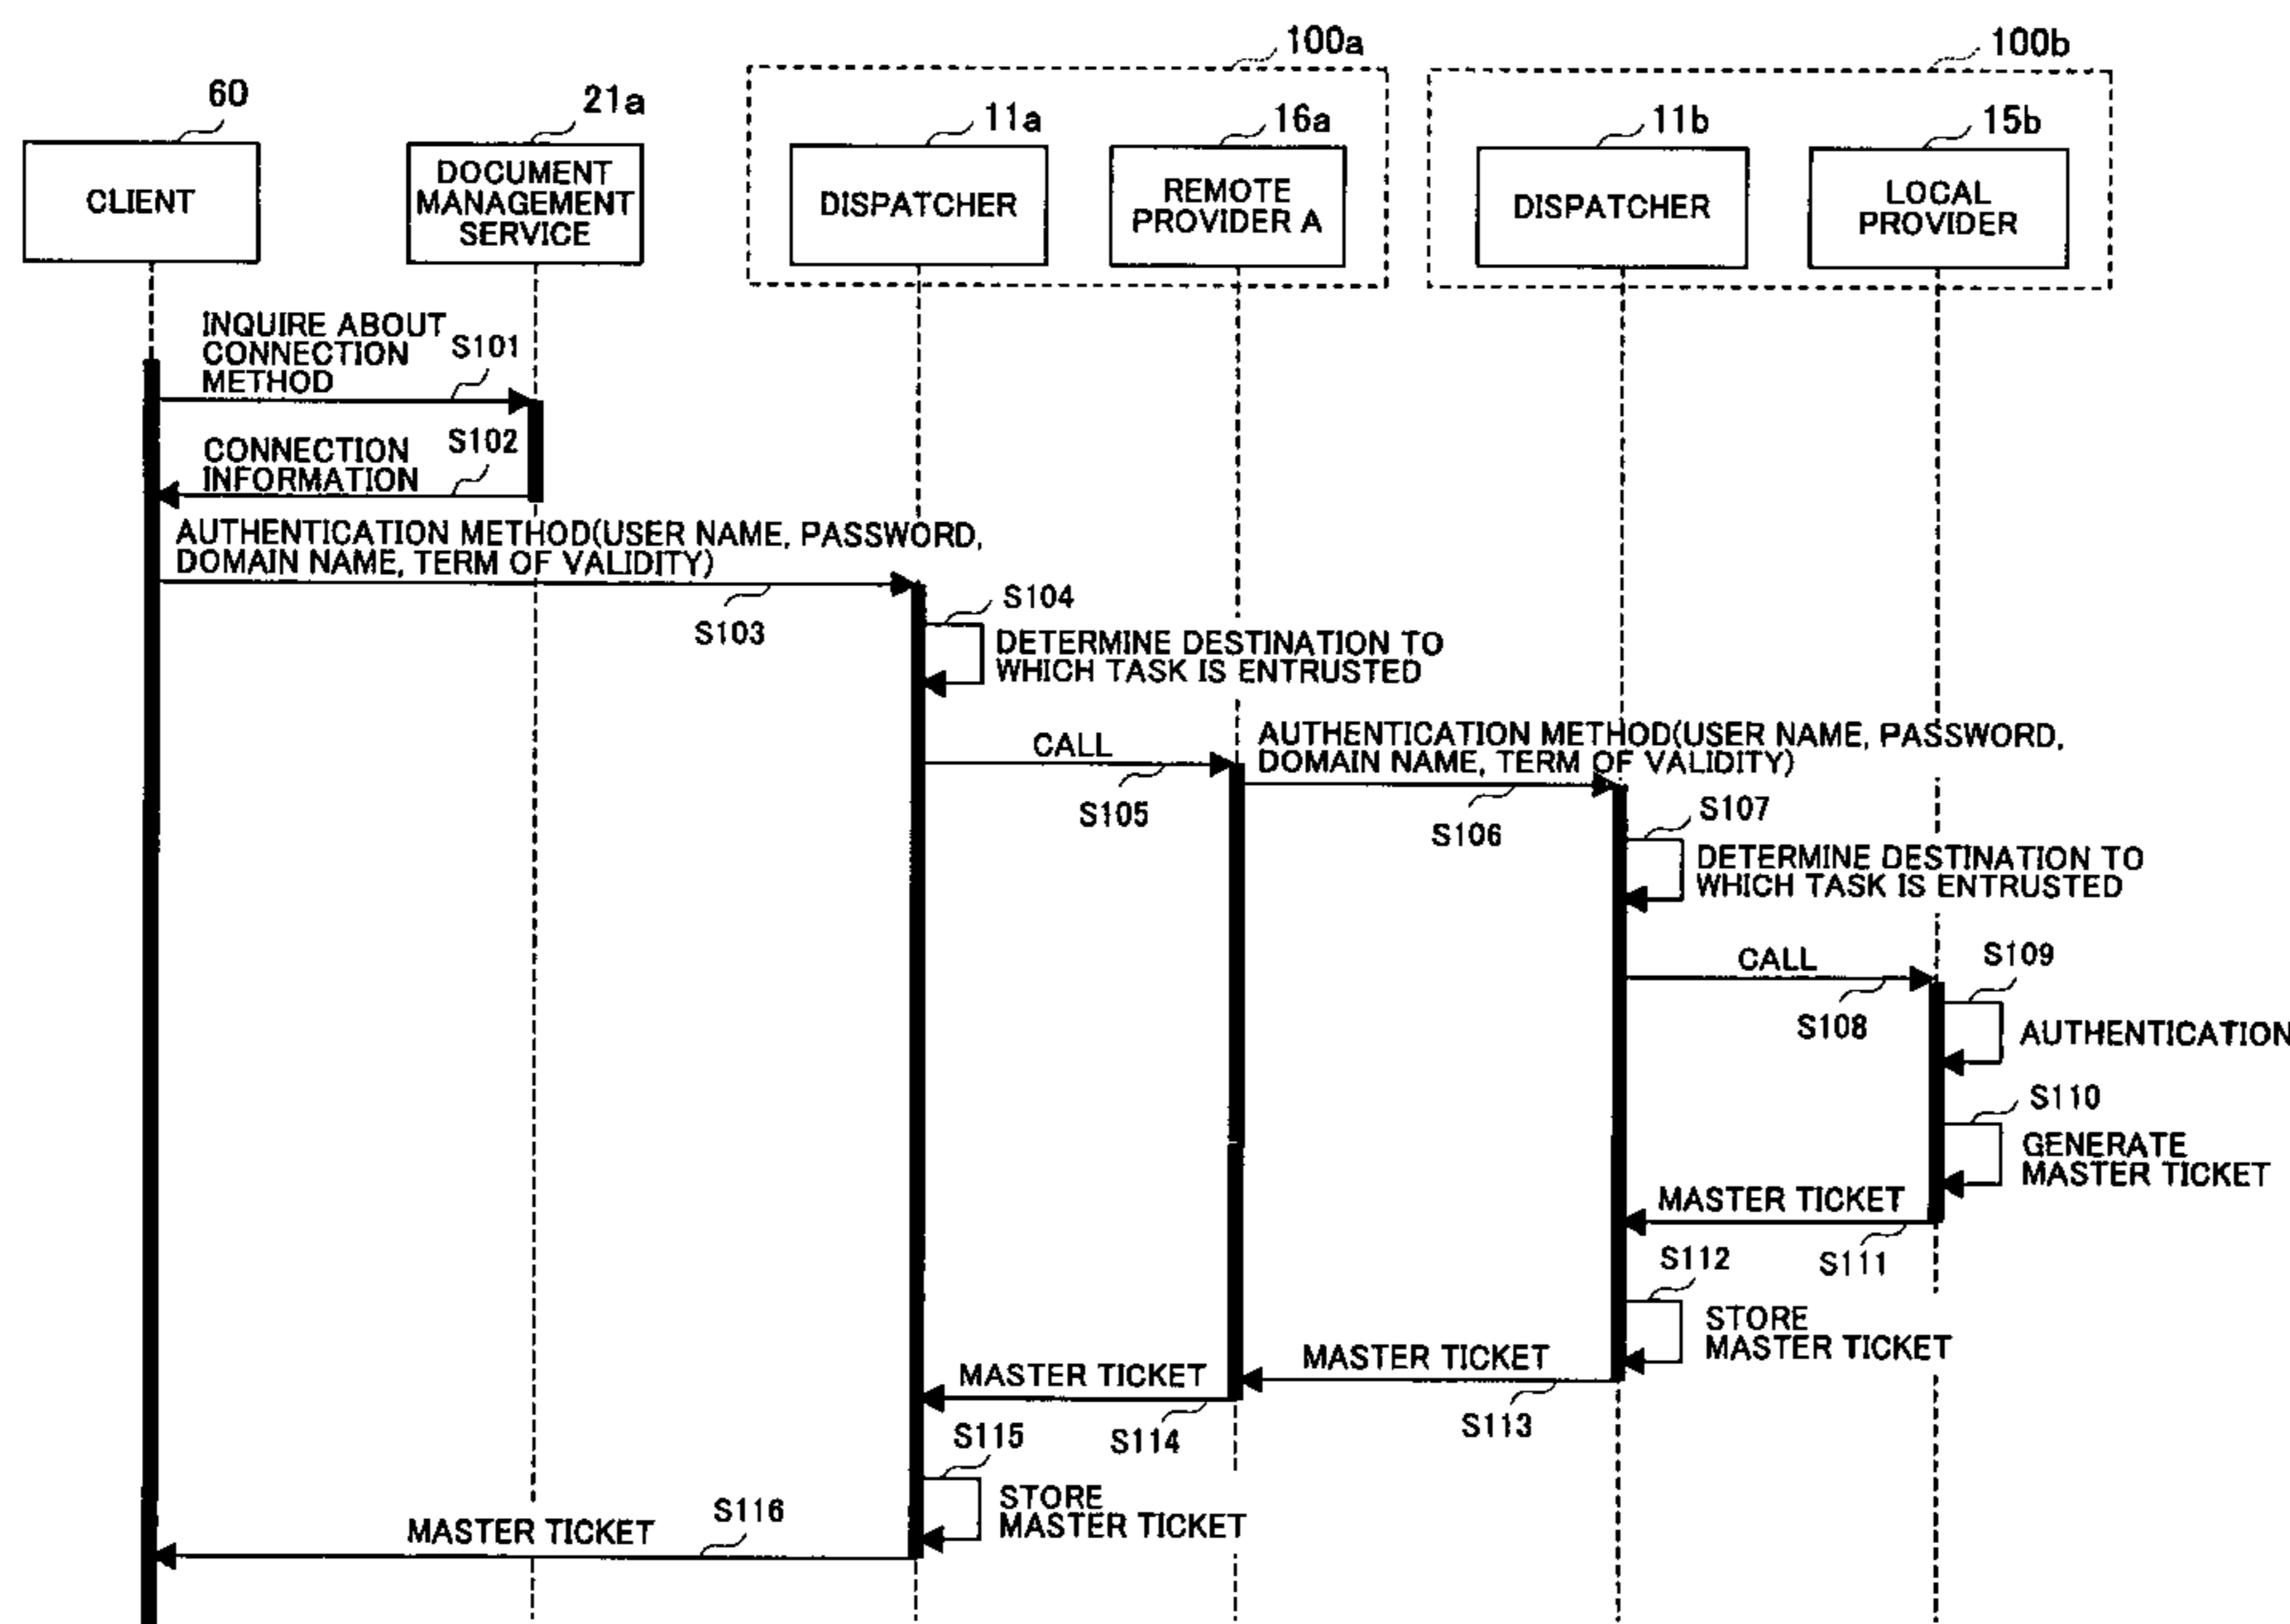 100a
100b
60
21a
11a
16a
11b
15b
CLIENT
DOCUMENT
MANAGEMENT
SERVICE
DISPATCHER
REMOTE
PROVIDER A
DISPATCHER
LOCAL
PROVIDER
INQUIRE ABOUT
CONNECTION
METHOD
S101
CONNECTION
INFORMATION
S102
AUTHENTICATION METHOD(USER NAME, PASSWORD,
DOMAIN NAME, TERM OF VALIDITY)
S103
S104
DETERMINE DESTINATION TO
WHICH TASK IS ENTRUSTED
CALL
S105
AUTHENTICATION METHOD(USER NAME, PASSWORD,
DOMAIN NAME, TERM OF VALIDITY)
S106
S107
DETERMINE DESTINATION TO
WHICH TASK IS ENTRUSTED
CALL
S108
S109
AUTHENTICATION
S110
GENERATE
MASTER TICKET
MASTER TICKET
S111
S112
STORE
MASTER TICKET
MASTER TICKET
S113
MASTER TICKET
S114
S115
STORE
MASTER TICKET
MASTER TICKET
S116